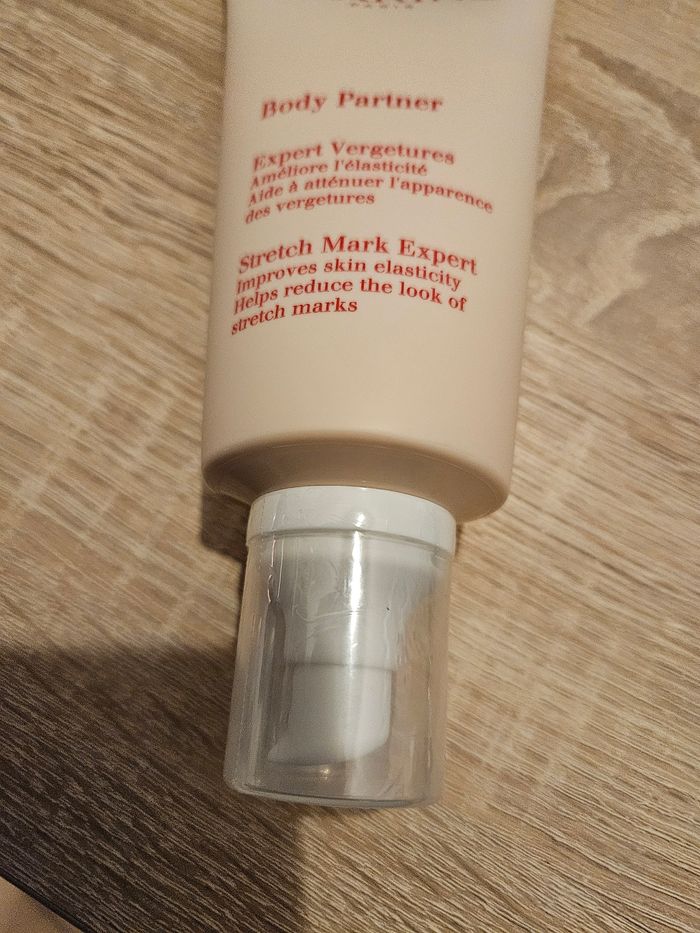 PARIS
Body Partner
Expert Vergetures
Améliore l'élasticité
Aide à atténuer l'apparence
des vergetures
Stretch Mark Expert
Improves skin elasticity
Helps reduce the look of
stretch marks